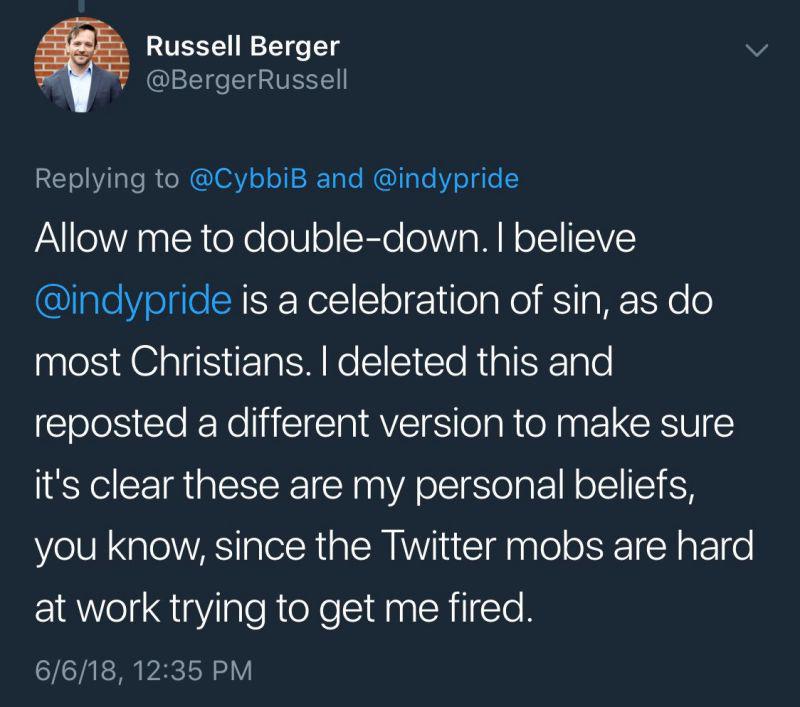 Russell Berger
@BergerRussell
Replying to @CybbiB and @indypride
Allow me to double-down. I believe
@indypride is a celebration of sin, as do
most Christians. I deleted this and
reposted a different version to make sure
it's clear these are my personal beliefs,
you know, since the Twitter mobs are hard
at work trying to get me fired.
6/6/18, 12:35 PM